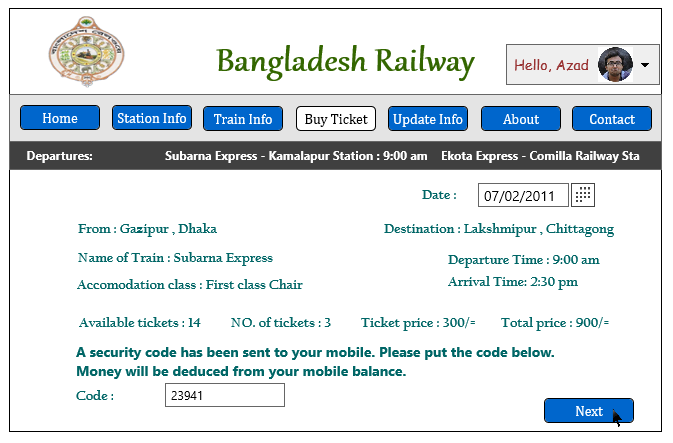 Bangladesh Railway
Hello, Azad
Home Station Info Train Info Buy Ticket Update Info About Contact
Departures: Subarna Express - Kamalapur Station : 9:00 am Ekota Express - Comilla Railway Sta
Date : 07/02/2011
From : Gazipur , Dhaka Destination : Lakshmipur , Chittagong
Name of Train : Subarna Express Departure Time : 9:00 am
Accomodation class : First class Chair Arrival Time: 2:30 pm
Available tickets : 14 NO. of tickets : 3 Ticket price : 300/= Total price : 900/=
A security code has been sent to your mobile. Please put the code below.
Money will be deduced from your mobile balance.
Code : 23941
Next